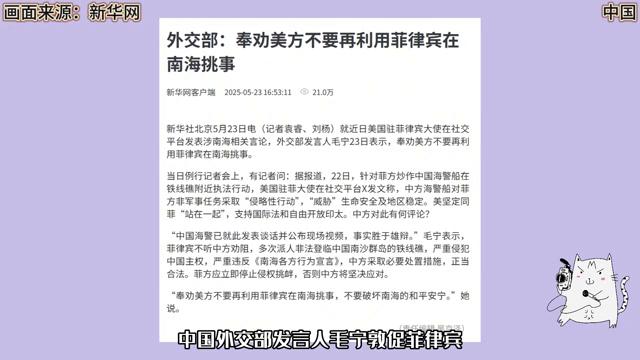 画面来源：新华网
中国
外交部：奉劝美方不要再利用菲律宾在
南海挑事
新华网客户端 2025-05-23 16:53:11 21.0万
新华社北京5月23日电（记者袁睿、刘杨）就近日美国驻菲律宾大使在社交
平台发表涉南海相关言论，外交部发言人毛宁23日表示，奉劝美方不要再利
用菲律宾在南海挑事。
当日例行记者会上，有记者问：据报道，22日，针对菲方炒作中国海警船在
铁线礁附近执法行动，美国驻菲大使在社交平台X发文称，中方海警船对菲
方非军事任务采取“侵略性行动”，“威胁”生命安全及地区稳定。美坚定同
菲“站在一起”，支持国际法和自由开放印太。中方对此有何评论？
“中国海警已就此发表谈话并公布现场视频，事实胜于雄辩。”毛宁表示，
菲律宾不听中方劝阻，多次派人非法登临中国南沙群岛的铁线礁，严重侵犯
中国主权，严重违反《南海各方行为宣言》，中方采取必要处置措施，正当
合法。菲方应立即停止侵权挑衅，否则中方将坚决应对。
“奉劝美方不要再利用菲律宾在南海挑事，不要破坏南海的和平安宁。”她
说。
中国外交部发言人毛宁敦促菲律宾